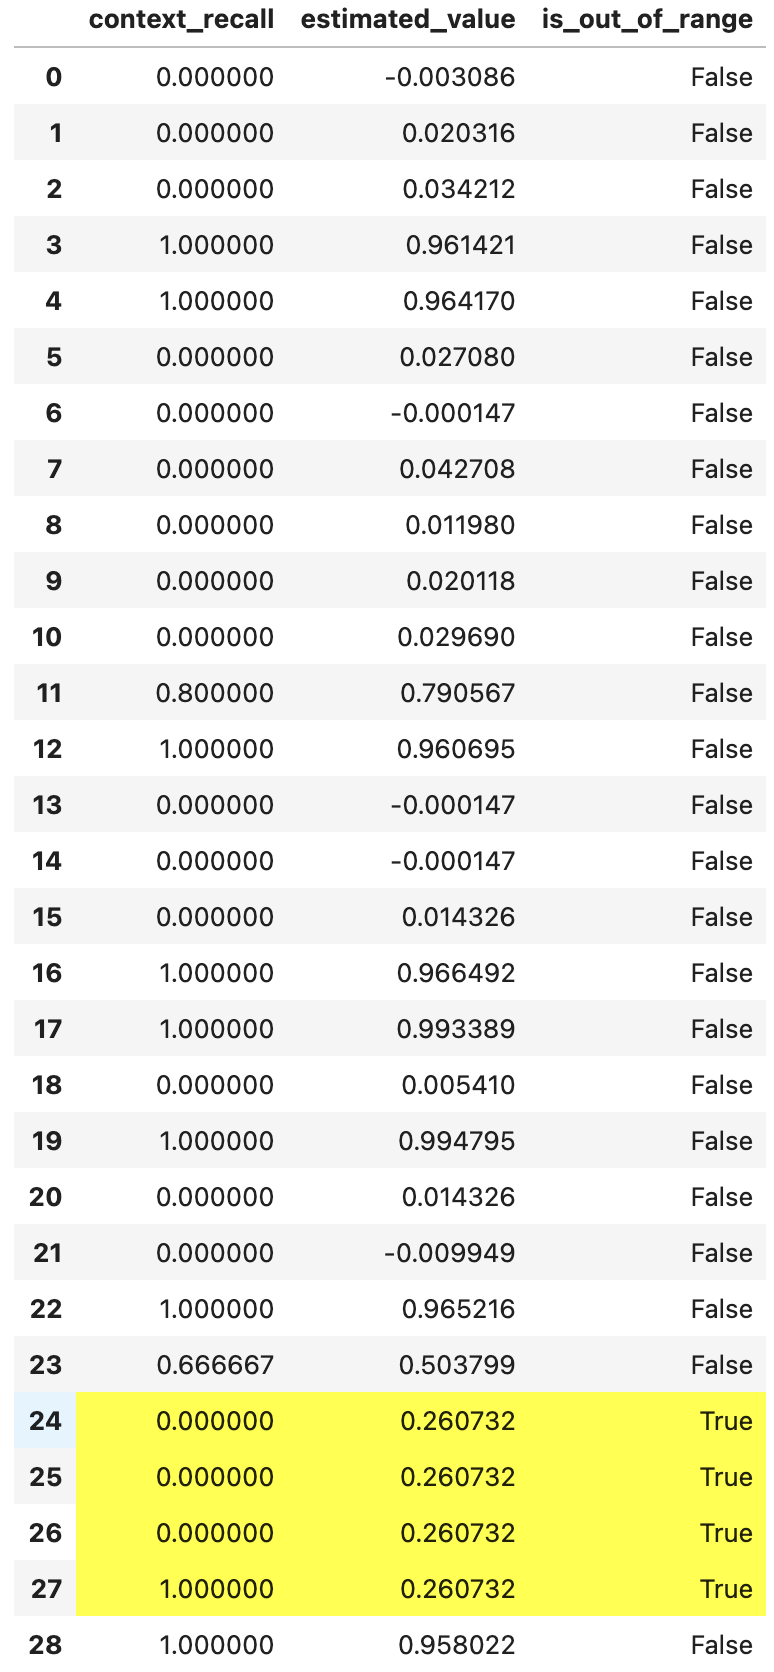 context_recall estimated_value is_out_of_range
0 0.000000 -0.003086 False
1 0.000000 0.020316 False
2 0.000000 0.034212 False
3 1.000000 0.961421 False
4 1.000000 0.964170 False
5 0.000000 0.027080 False
6 0.000000 -0.000147 False
7 0.000000 0.042708 False
8 0.000000 0.011980 False
9 0.000000 0.020118 False
10 0.000000 0.029690 False
11 0.800000 0.790567 False
12 1.000000 0.960695 False
13 0.000000 -0.000147 False
14 0.000000 -0.000147 False
15 0.000000 0.014326 False
16 1.000000 0.966492 False
17 1.000000 0.993389 False
18 0.000000 0.005410 False
19 1.000000 0.994795 False
20 0.000000 0.014326 False
21 0.000000 -0.009949 False
22 1.000000 0.965216 False
23 0.666667 0.503799 False
24 0.000000 0.260732 True
25 0.000000 0.260732 True
26 0.000000 0.260732 True
27 1.000000 0.260732 True
28 1.000000 0.958022 False